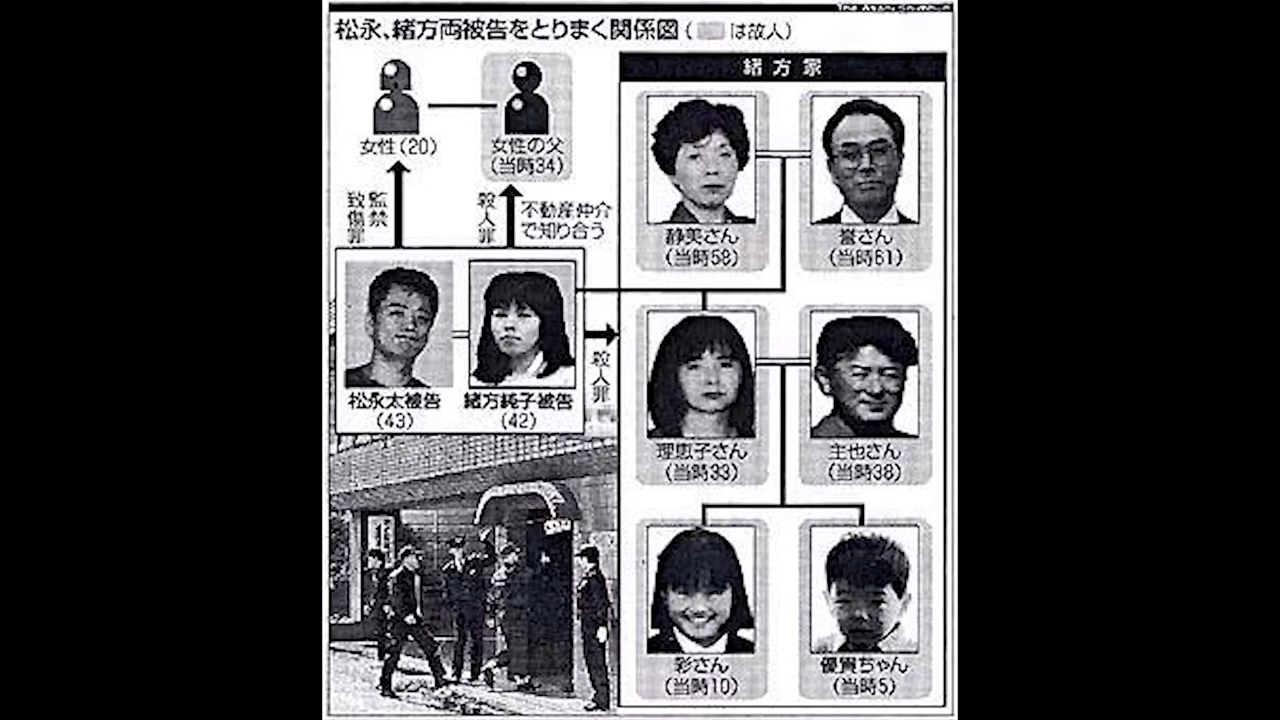 The Asahi Shimbun
松永、緒方両被告をとりまく関係図(　は故人)
緒方家
女性(20)
女性の父
(当時34)
監禁
致傷罪
殺人罪
不動産仲介
で知り合う
静美さん
(当時58)
誉さん
(当時61)
松永太被告
(43)
緒方純子被告
(42)
殺人罪
理恵子さん
(当時33)
主也さん
(当時38)
彩さん
(当時10)
優貴ちゃん
(当時5)